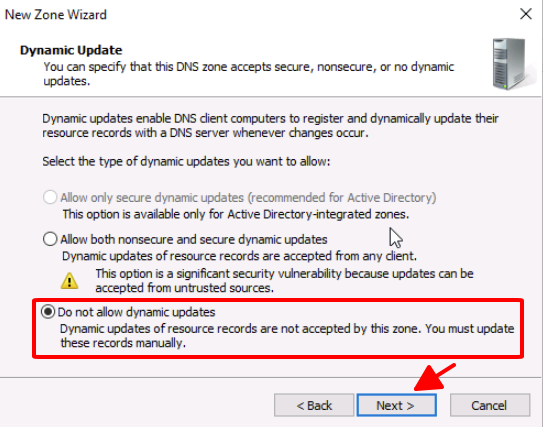 New Zone Wizard
Dynamic Update
You can specify that this DNS zone accepts secure, nonsecure, or no dynamic
updates.
Dynamic updates enable DNS client computers to register and dynamically update their
resource records with a DNS server whenever changes occur.
Select the type of dynamic updates you want to allow:
Allow only secure dynamic updates (recommended for Active Directory)
This option is available only for Active Directory-integrated zones.
Allow both nonsecure and secure dynamic updates
Dynamic updates of resource records are accepted from any client.
This option is a significant security vulnerability because updates can be
accepted from untrusted sources.
Do not allow dynamic updates
Dynamic updates of resource records are not accepted by this zone. You must update
these records manually.
< Back Next > Cancel